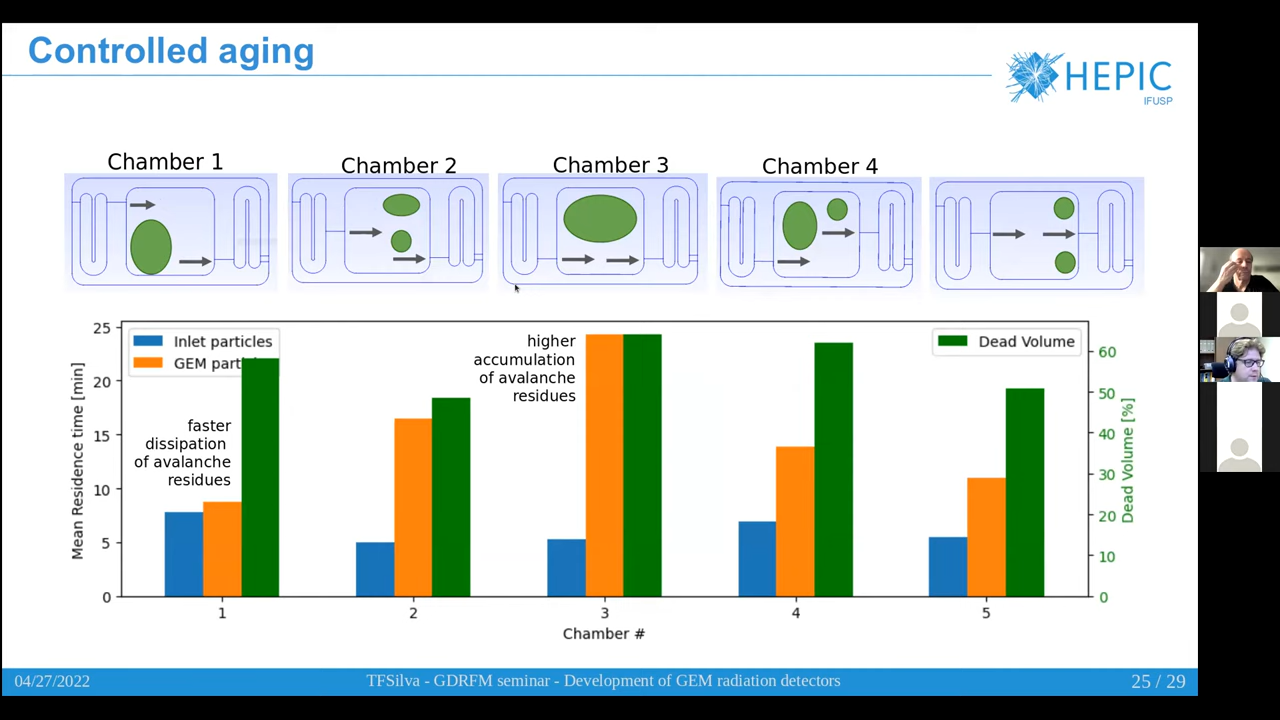 Controlled aging
HEPIC
IFUSP
Chamber 1
Chamber 2
Chamber 3
Chamber 4
25
20
15
10
5
0
Mean Residence time [min]
Inlet particles
GEM parti
faster
dissipation
of avalanche
residues
higher
accumulation
of avalanche
residues
Dead Volume
60
50
40
30
20
10
0
Dead Volume [%]
1
2
3
4
5
Chamber #
04/27/2022
TFSilva - GDRFM seminar - Development of GEM radiation detectors
25 / 29